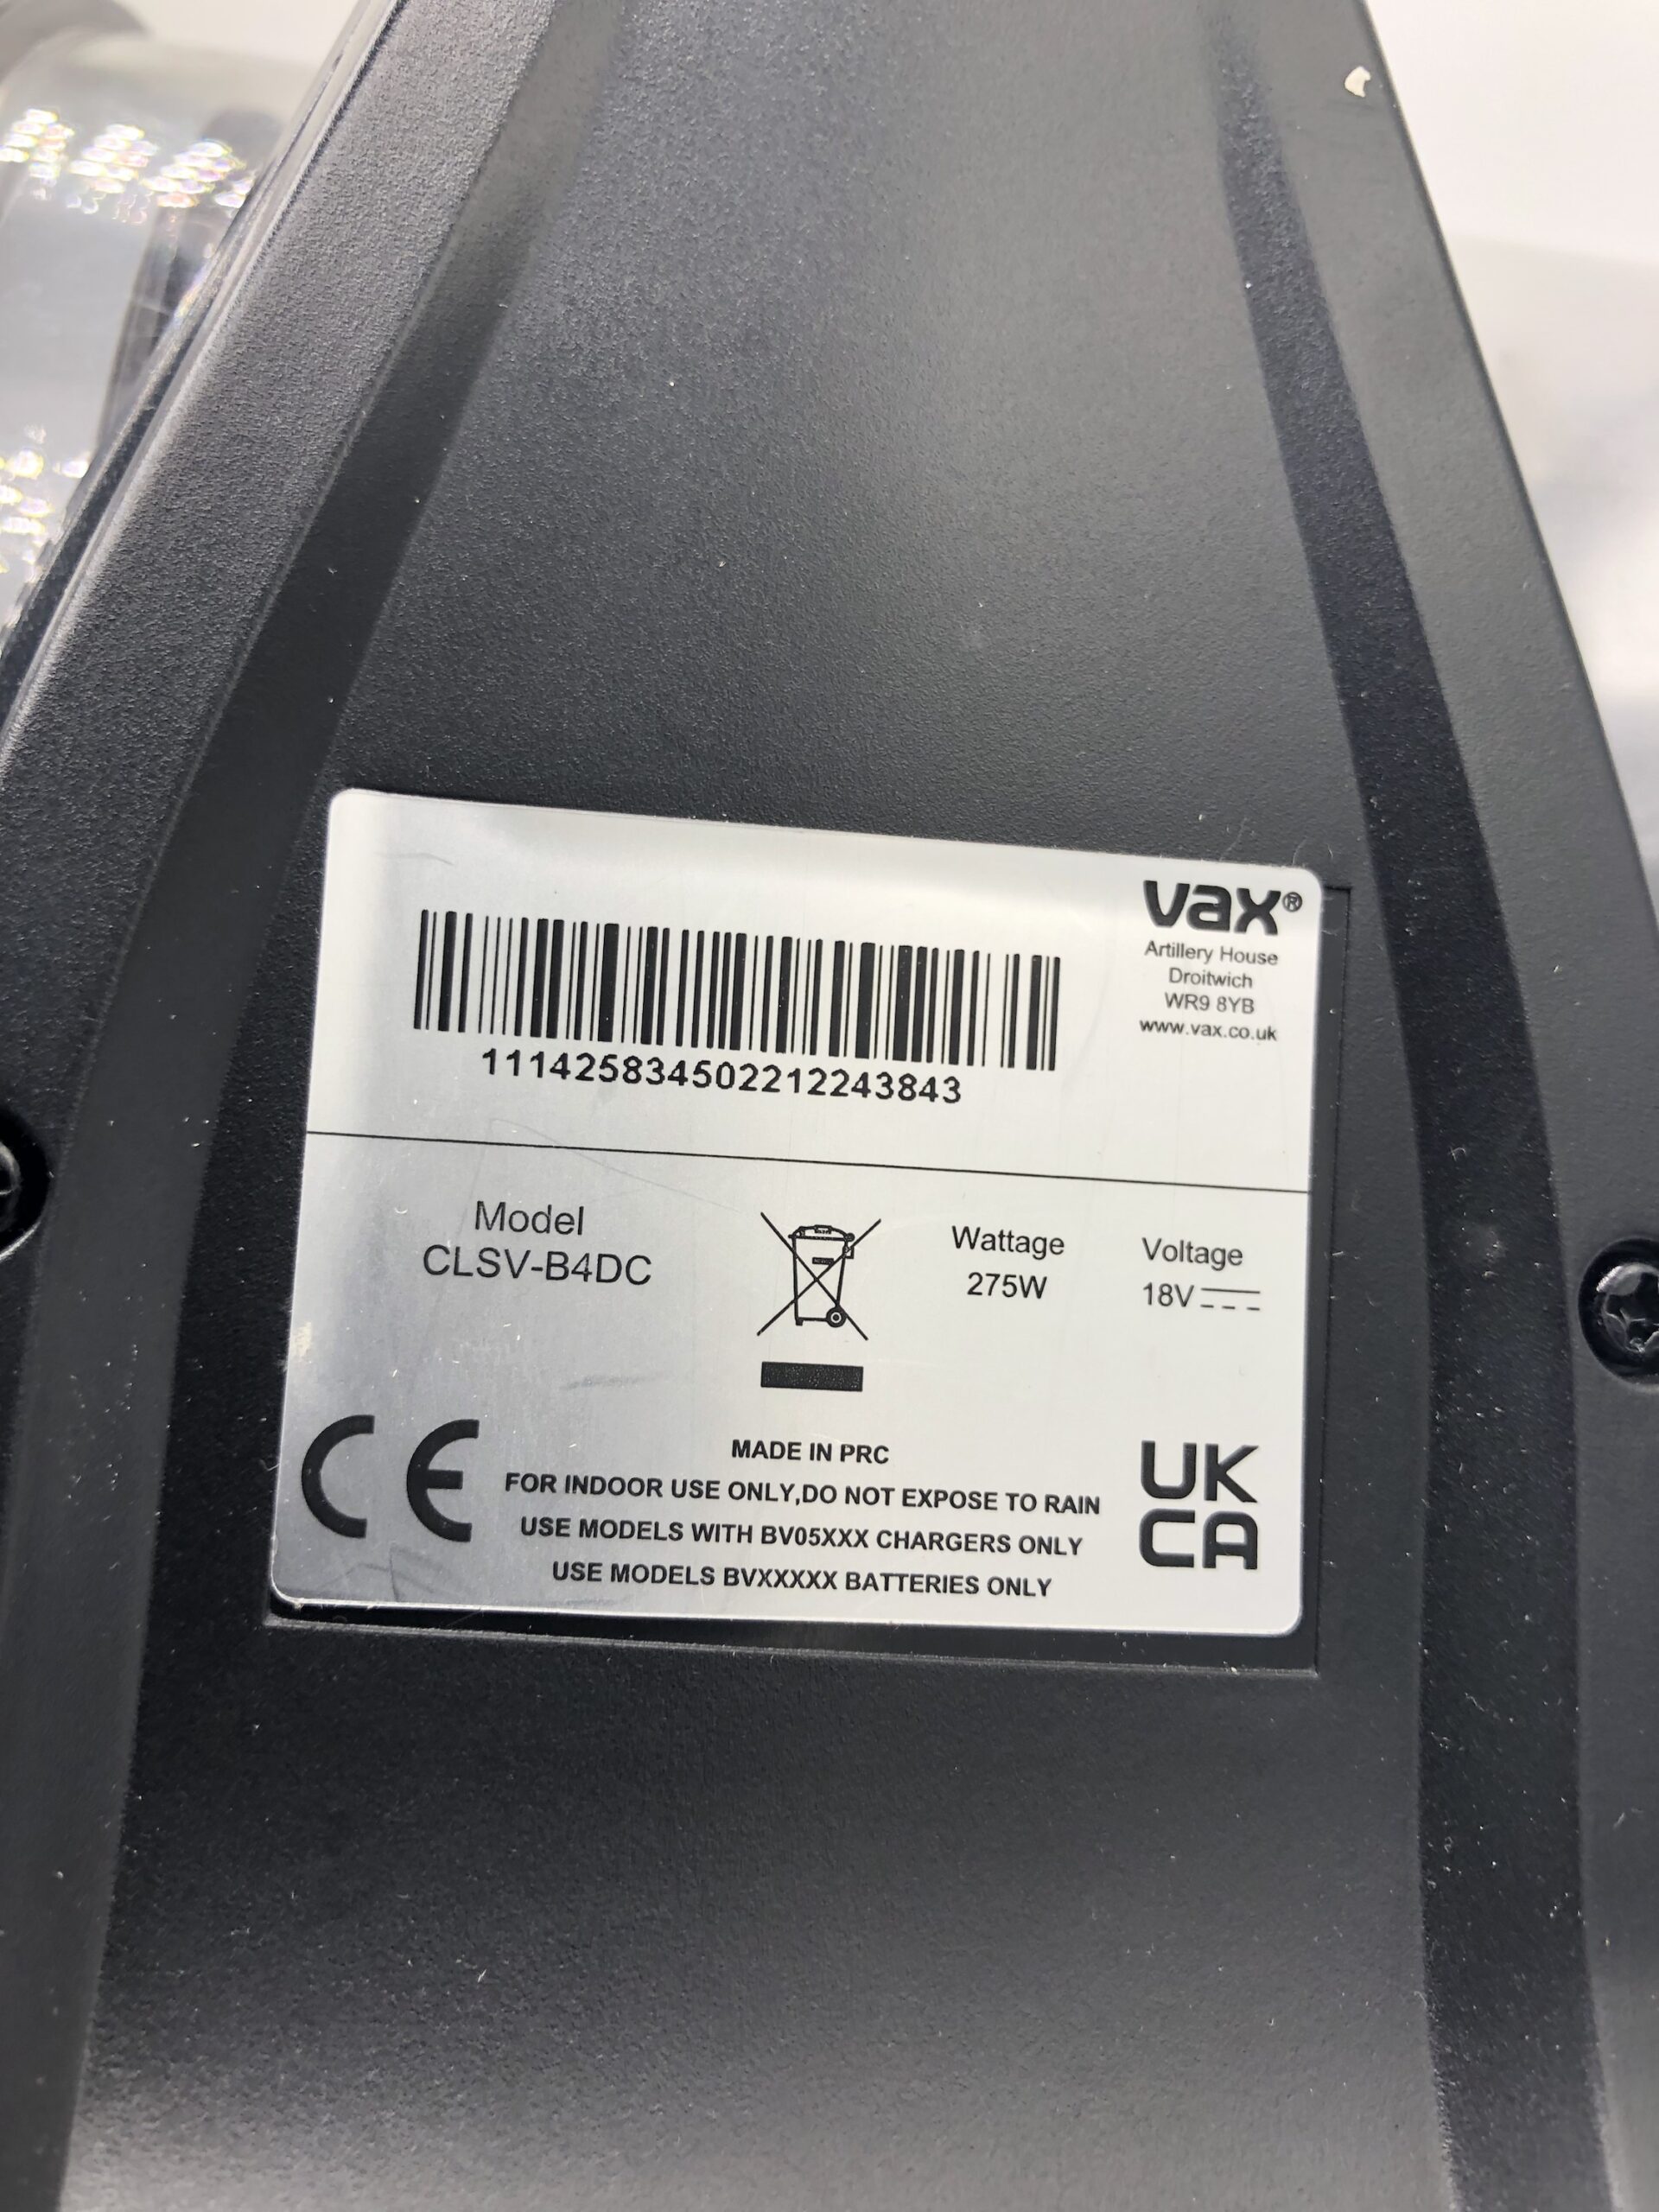 vax®
Artillery House
Droitwich
WR9 8YB
www.vax.co.uk
111425834502212243843
Model
CLSV-B4DC
Wattage
275W
Voltage
18V
CE
MADE IN PRC
FOR INDOOR USE ONLY,DO NOT EXPOSE TO RAIN
USE MODELS WITH BV05XXX CHARGERS ONLY
USE MODELS BVXXXXX BATTERIES ONLY
UK
CA